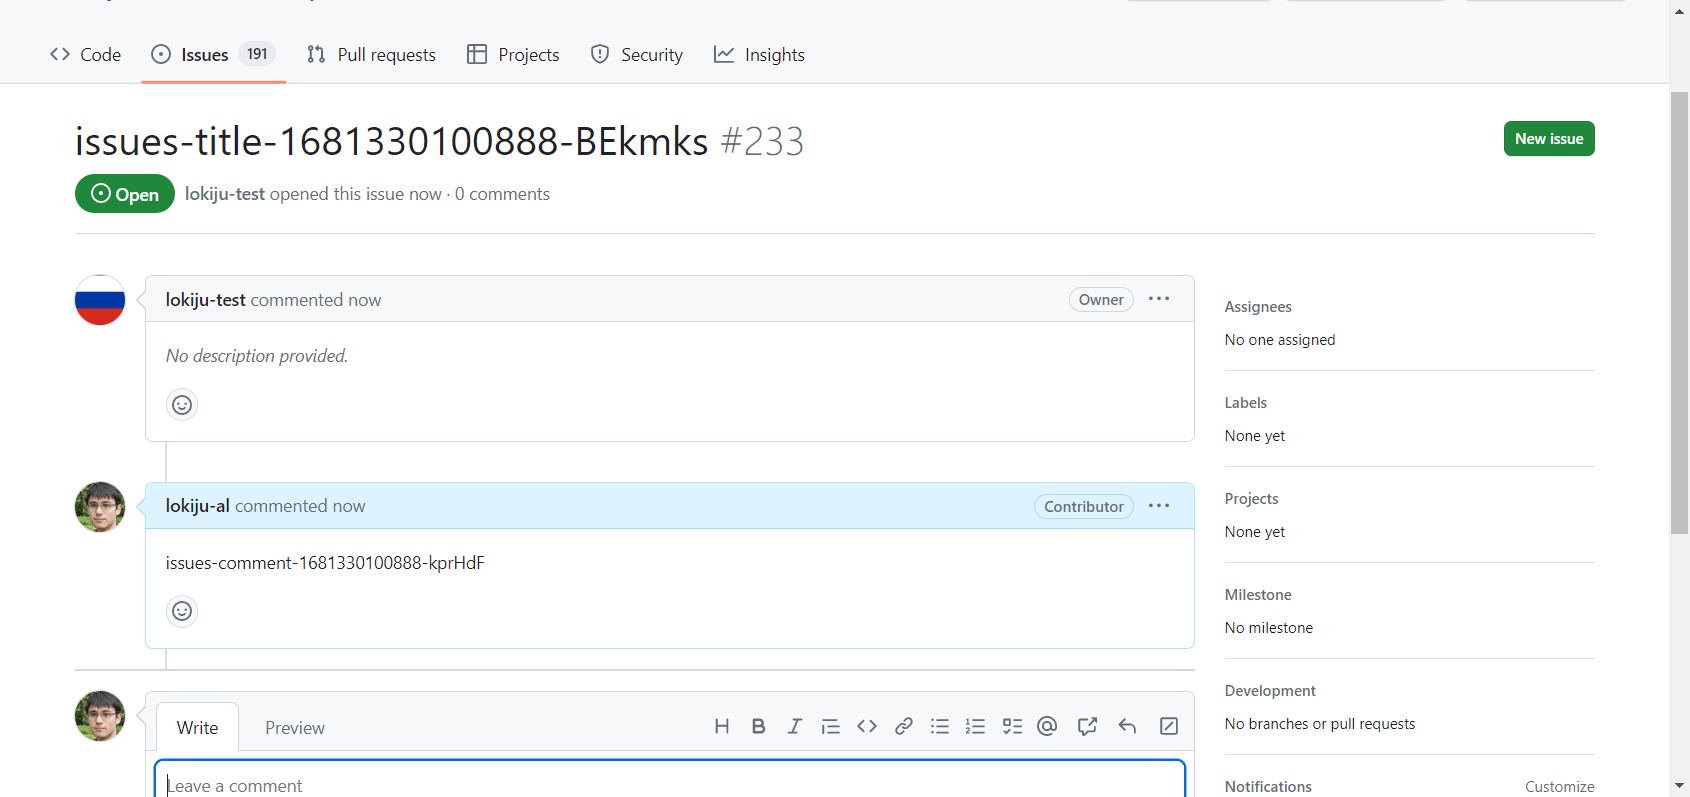 Code Issues 191 Pull requests Projects Security Insights
issues-title-1681330100888-BEkmks #233
New issue
Open lokiju-test opened this issue now · 0 comments
lokiju-test commented now Owner
No description provided.
lokiju-al commented now Contributor
issues-comment-1681330100888-kprHdF
Write Preview
Leave a comment
Assignees
No one assigned
Labels
None yet
Projects
None yet
Milestone
No milestone
Development
No branches or pull requests
Notifications Customize